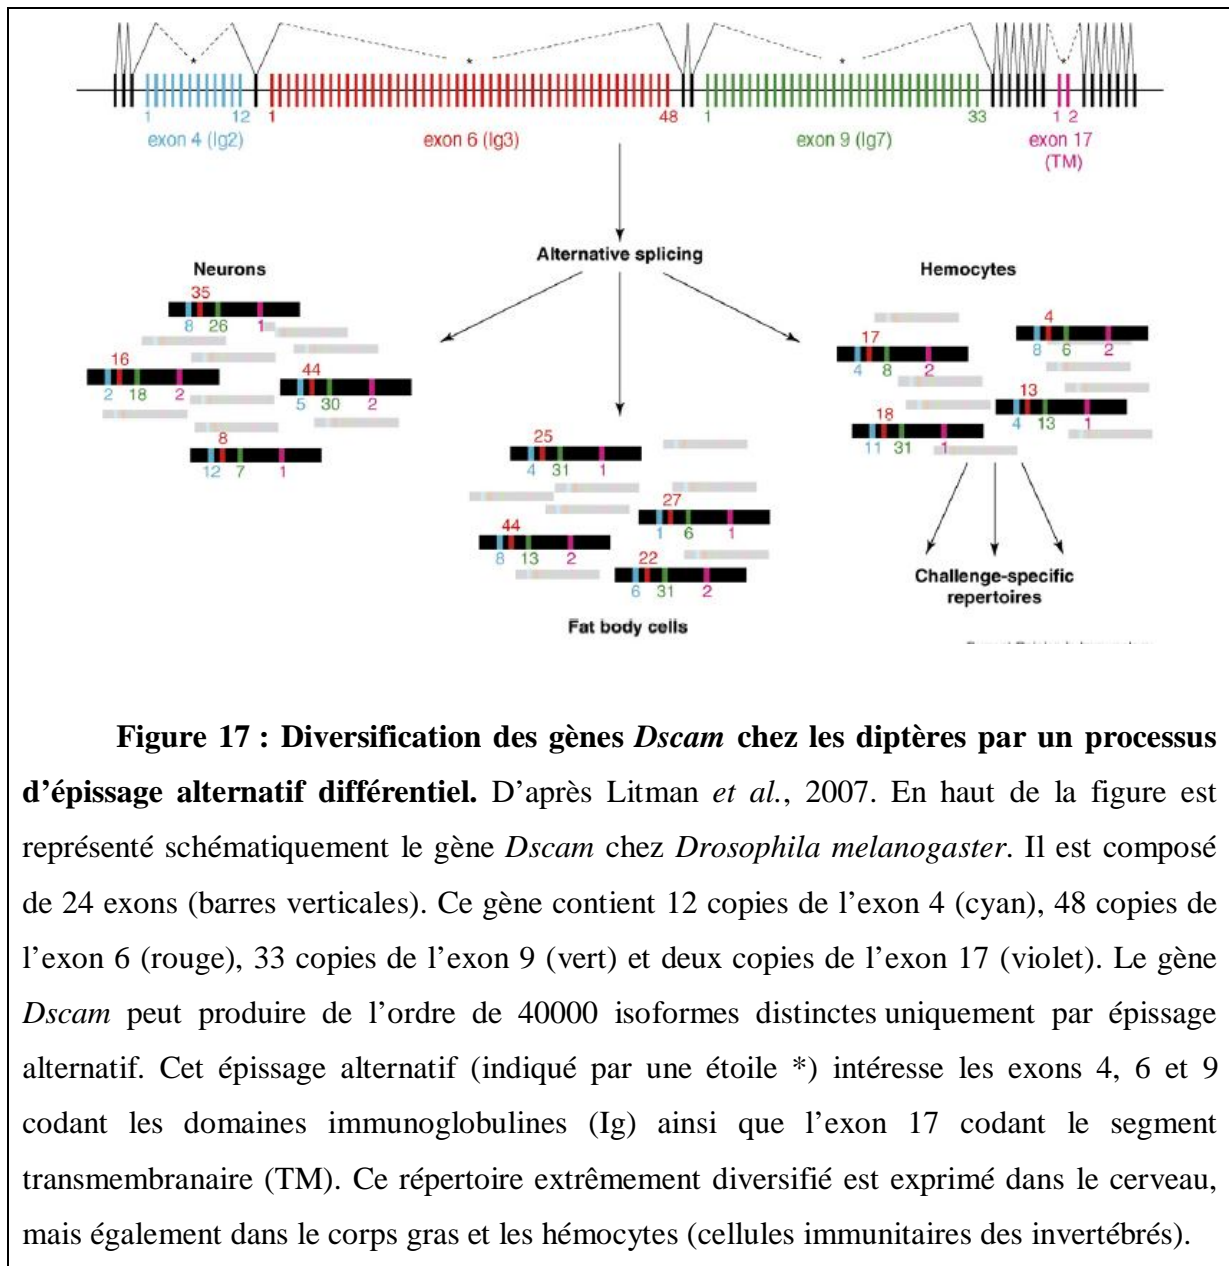 * * * *
1 12 1 48 1 33 1 2
exon 4 (Ig2) exon 6 (Ig3) exon 9 (Ig7) exon 17
(TM)
Alternative splicing
Neurons
35
8 26 1
16
2 18 2
44
5 30 2
8
12 7 1
Hemocytes
4
8 6 2
17
4 8 2
13
4 13 1
18
11 31 1
25
4 31 1
27
1 6 1
44
8 13 2
22
6 31 2
Fat body cells
Challenge-specific
repertoires
Figure 17 : Diversification des gènes Dscam chez les diptères par un processus
d’épissage alternatif différentiel. D’après Litman et al., 2007. En haut de la figure est
représenté schématiquement le gène Dscam chez Drosophila melanogaster. Il est composé
de 24 exons (barres verticales). Ce gène contient 12 copies de l’exon 4 (cyan), 48 copies de
l’exon 6 (rouge), 33 copies de l’exon 9 (vert) et deux copies de l’exon 17 (violet). Le gène
Dscam peut produire de l’ordre de 40000 isoformes distinctes uniquement par épissage
alternatif. Cet épissage alternatif (indiqué par une étoile *) intéresse les exons 4, 6 et 9
codant les domaines immunoglobulines (Ig) ainsi que l’exon 17 codant le segment
transmembranaire (TM). Ce répertoire extrêmement diversifié est exprimé dans le cerveau,
mais également dans le corps gras et les hémocytes (cellules immunitaires des invertébrés).